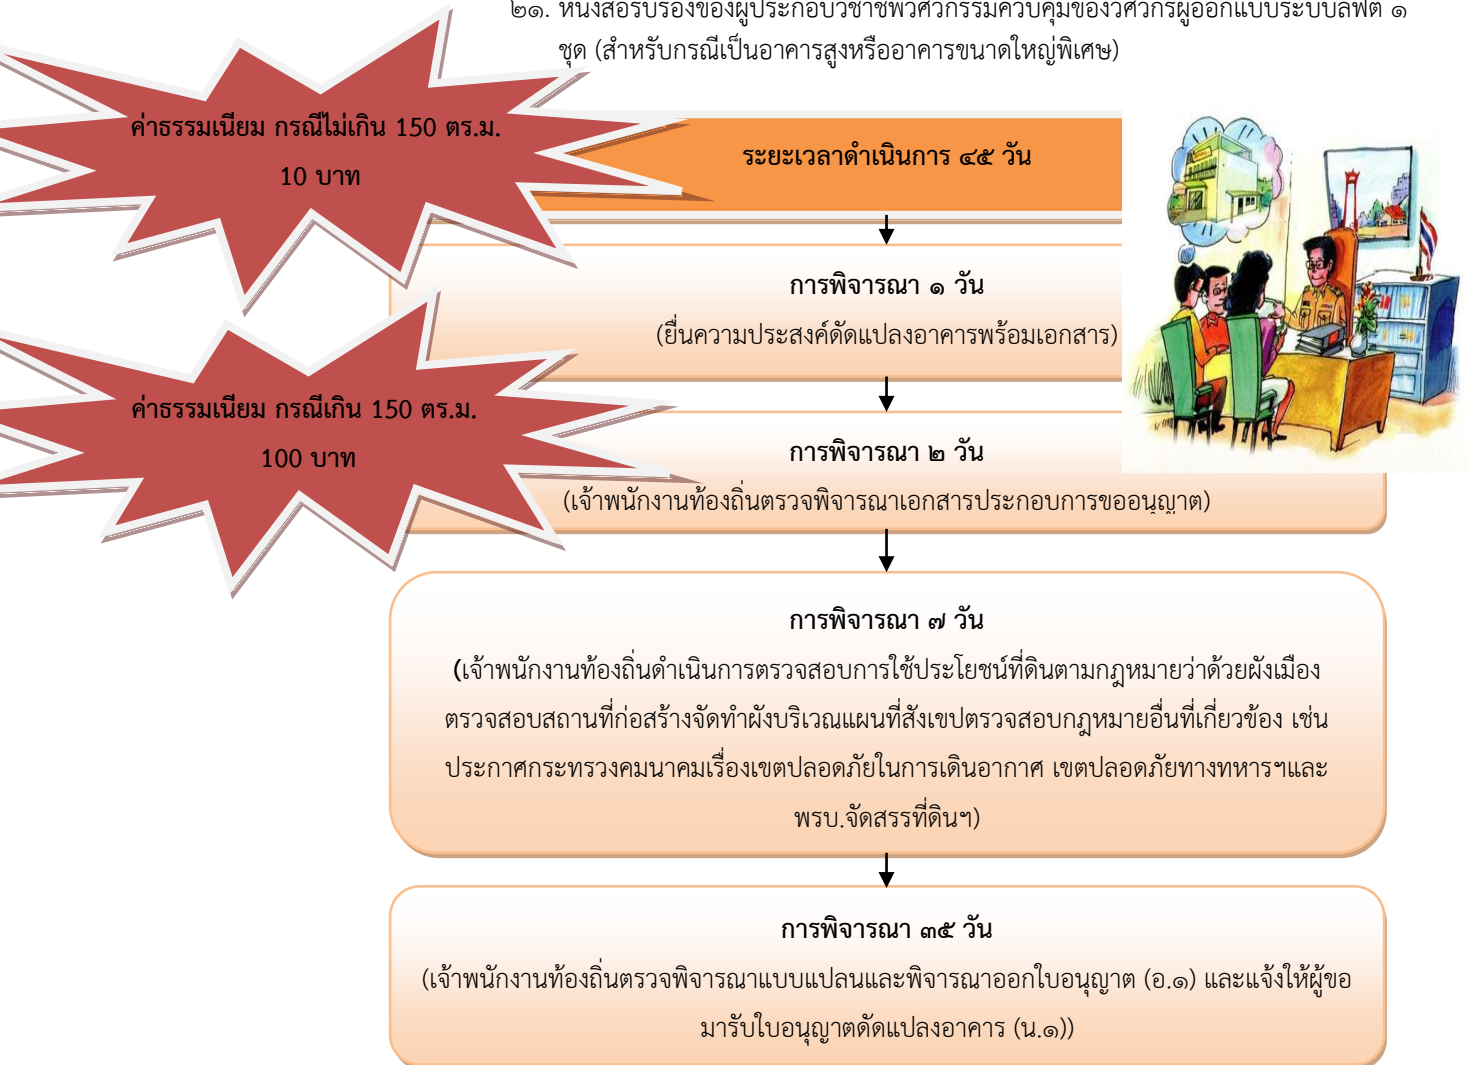 ๒๑. หนังสือรับรองของผู้ประกอบวิชาชีพวิศวกรรมควบคุมของวิศวกรผู้ออกแบบระบบลิฟต์ ๑
ชุด (สำหรับกรณีเป็นอาคารสูงหรืออาคารขนาดใหญ่พิเศษ)
ค่าธรรมเนียม กรณีไม่เกิน 150 ตร.ม.
10 บาท
ระยะเวลาดำเนินการ ๔๕ วัน
การพิจารณา ๑ วัน
(ยื่นความประสงค์ดัดแปลงอาคารพร้อมเอกสาร)
ค่าธรรมเนียม กรณีเกิน 150 ตร.ม.
100 บาท
การพิจารณา ๒ วัน
(เจ้าพนักงานท้องถิ่นตรวจพิจารณาเอกสารประกอบการขออนุญาต)
การพิจารณา ๗ วัน
(เจ้าพนักงานท้องถิ่นดำเนินการตรวจสอบการใช้ประโยชน์ที่ดินตามกฎหมายว่าด้วยผังเมือง
ตรวจสอบสถานที่ก่อสร้างจัดทำผังบริเวณแผนที่สังเขปตรวจสอบกฎหมายอื่นที่เกี่ยวข้อง เช่น
ประกาศกระทรวงคมนาคมเรื่องเขตปลอดภัยในการเดินอากาศ เขตปลอดภัยทางทหารฯและ
พรบ.จัดสรรที่ดินฯ)
การพิจารณา ๓๕ วัน
(เจ้าพนักงานท้องถิ่นตรวจพิจารณาแบบแปลนและพิจารณาออกใบอนุญาต (อ.๑) และแจ้งให้ผู้ขอ
มารับใบอนุญาตดัดแปลงอาคาร (น.๑))